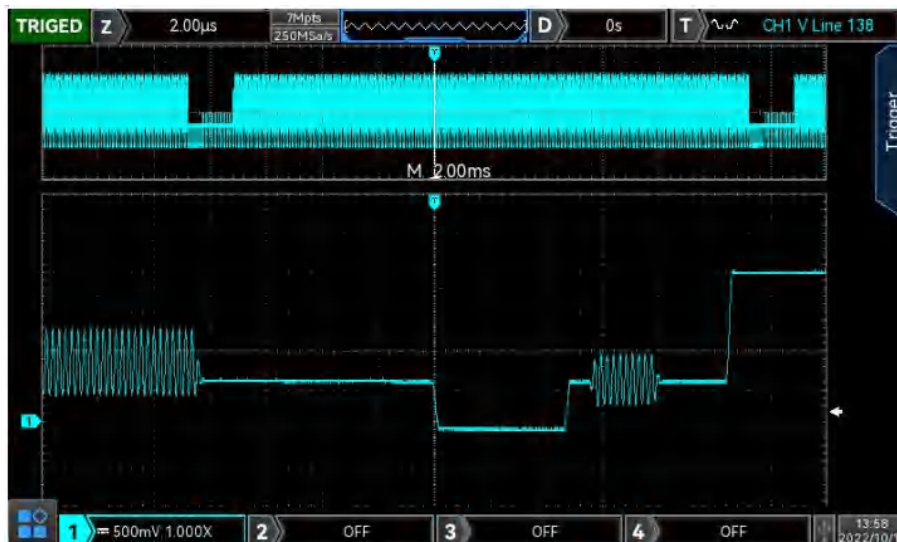 TRIGED Z 2.00μs 7Mpts D 0s T CH1 V Line 138
250MSa/s
T
Trigger
M 2.00ms
T
1
1 500mV 1.000X 2 OFF 3 OFF 4 OFF 13:58